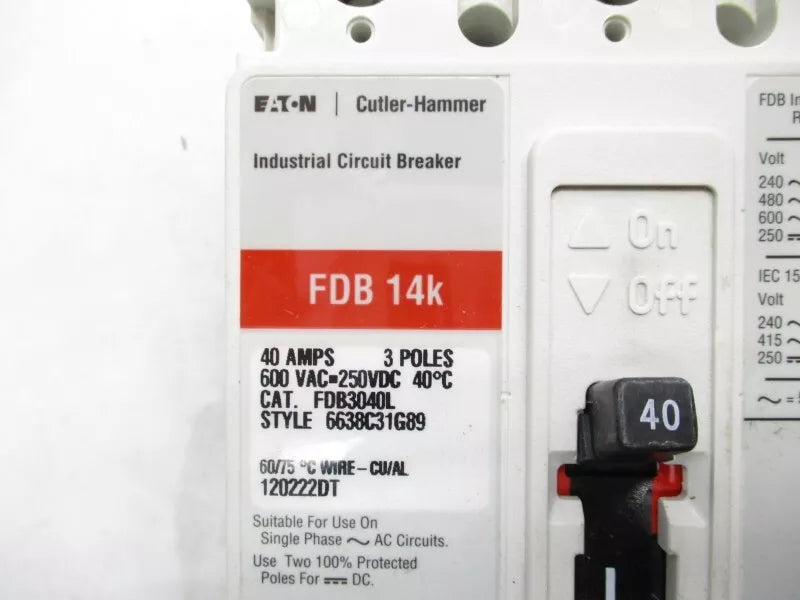 EATON | Cutler-Hammer
Industrial Circuit Breaker
FDB 14k
40 AMPS 3 POLES
600 VAC=250VDC 40°C
CAT. FDB3040L
STYLE 6638C31G89
60/75 °C WIRE-CU/AL
120222DT
Suitable For Use On
Single Phase ~ AC Circuits.
Use Two 100% Protected
Poles For ⎓ DC.
On
Off
40
FDB
Volt
240 ~
480 ~
600 ~
250 ⎓
IEC
Volt
240 ~
415 ~
250 ⎓
~ =